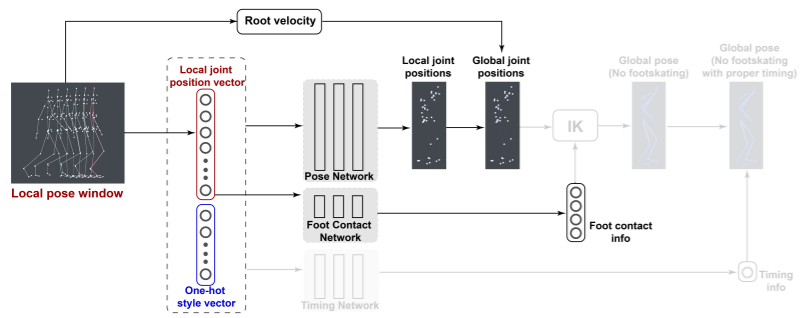 Root velocity
Local joint
position vector
Local joint
positions
Global joint
positions
Global pose
(No footskating)
Global pose
(No footskating
with proper timing)
IK
Local pose window
Pose Network
Foot Contact
Network
Foot contact
info
One-hot
style vector
Timing Network
Timing
info